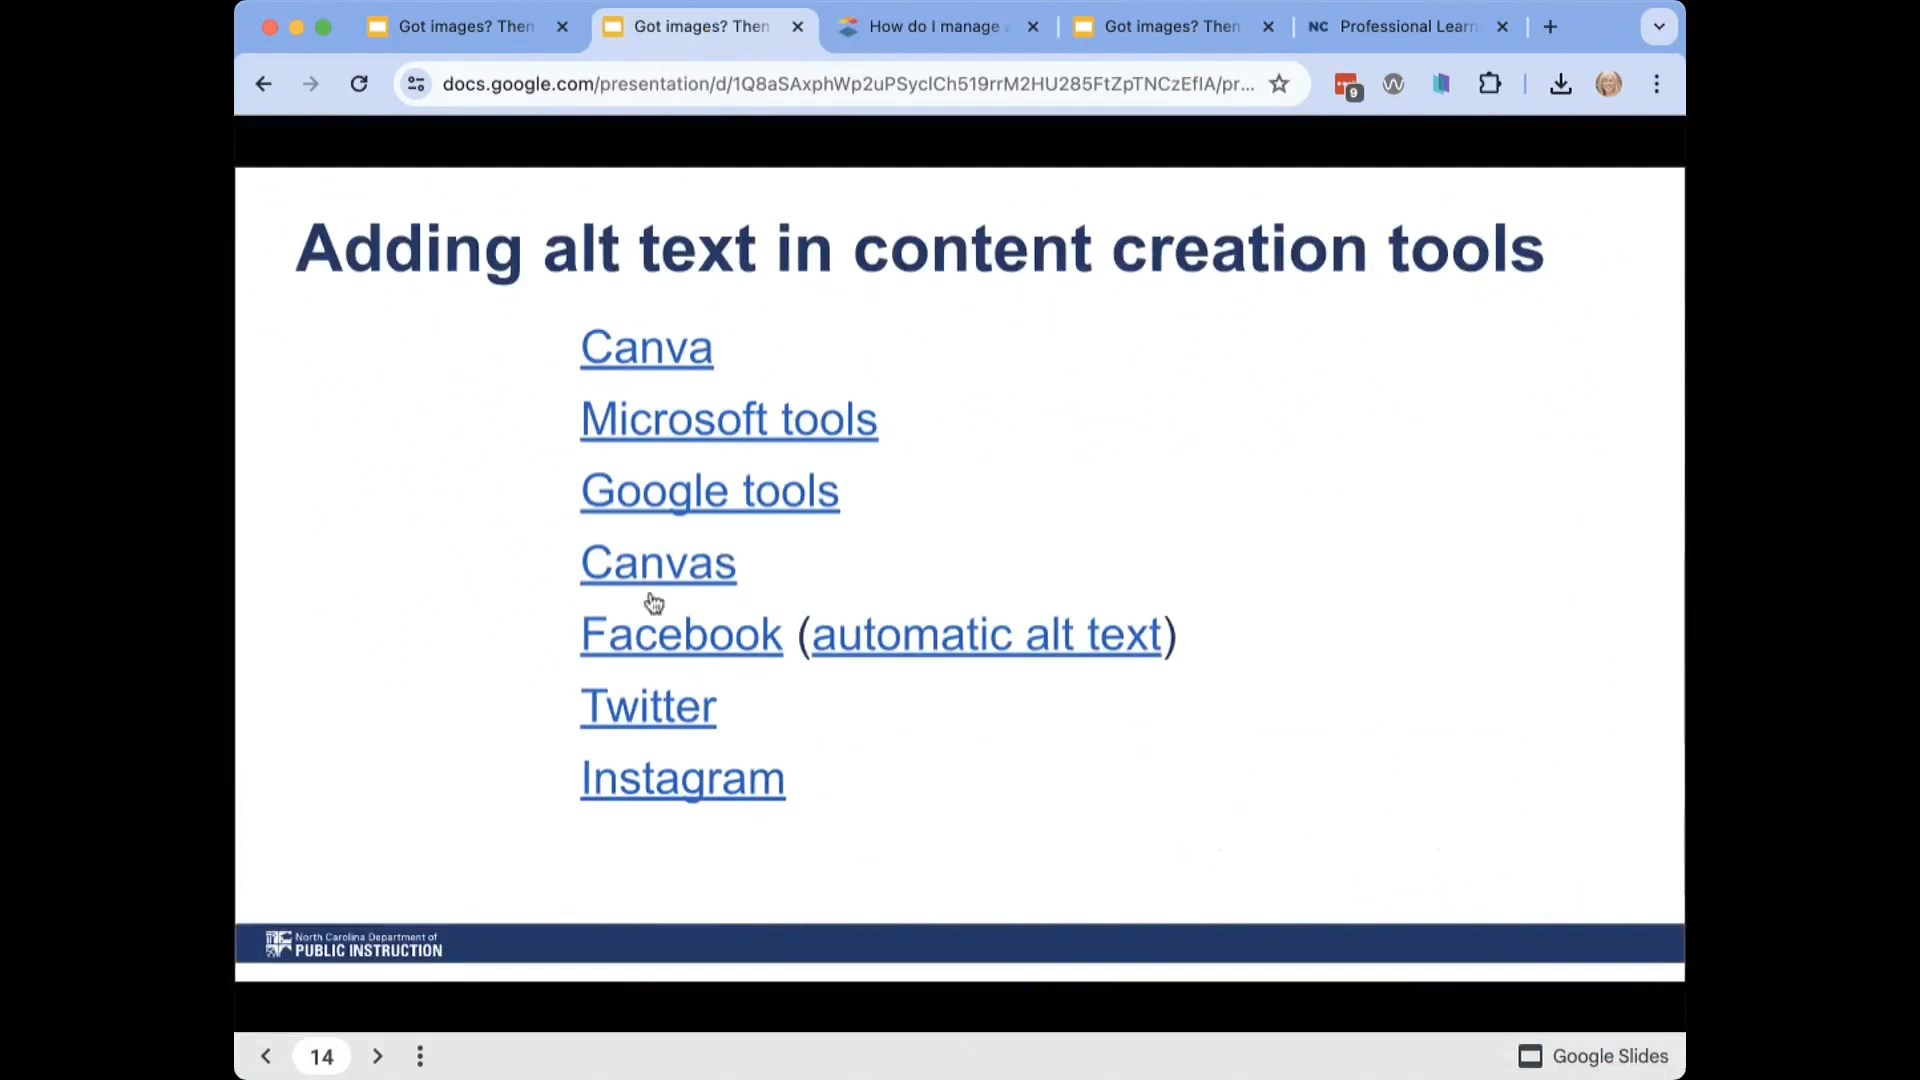 Got images? Then
Got images? Then
How do I manage
Got images? Then
NC Professional Learn
docs.google.com/presentation/d/1Q8aSAxphWp2uPSyclCh519rrM2HU285FtZpTNCzEfIA/pr...
9
Adding alt text in content creation tools
Canva
Microsoft tools
Google tools
Canvas
Facebook (automatic alt text)
Twitter
Instagram
North Carolina Department of
PUBLIC INSTRUCTION
14
Google Slides